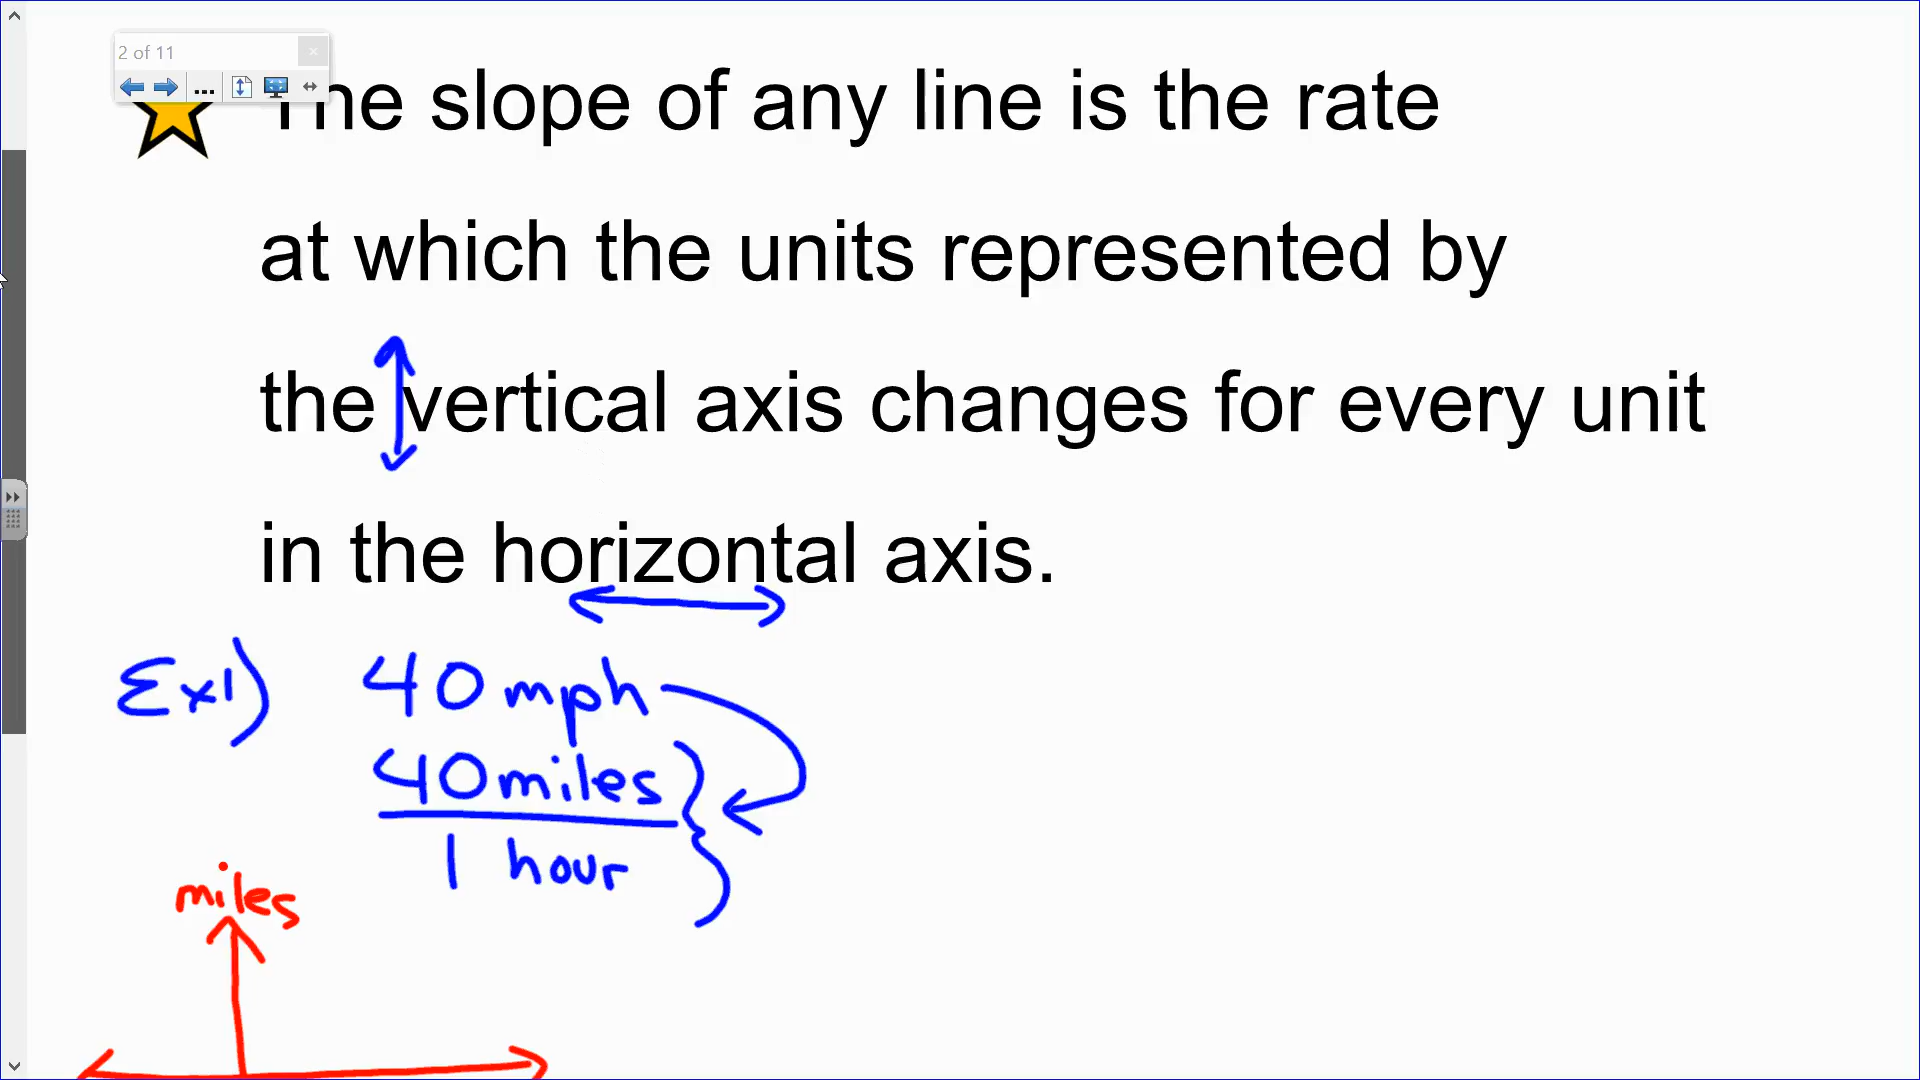 2 of 11
The slope of any line is the rate
at which the units represented by
the vertical axis changes for every unit
in the horizontal axis.
Ex1) 40 mph
40 miles
1 hour
miles